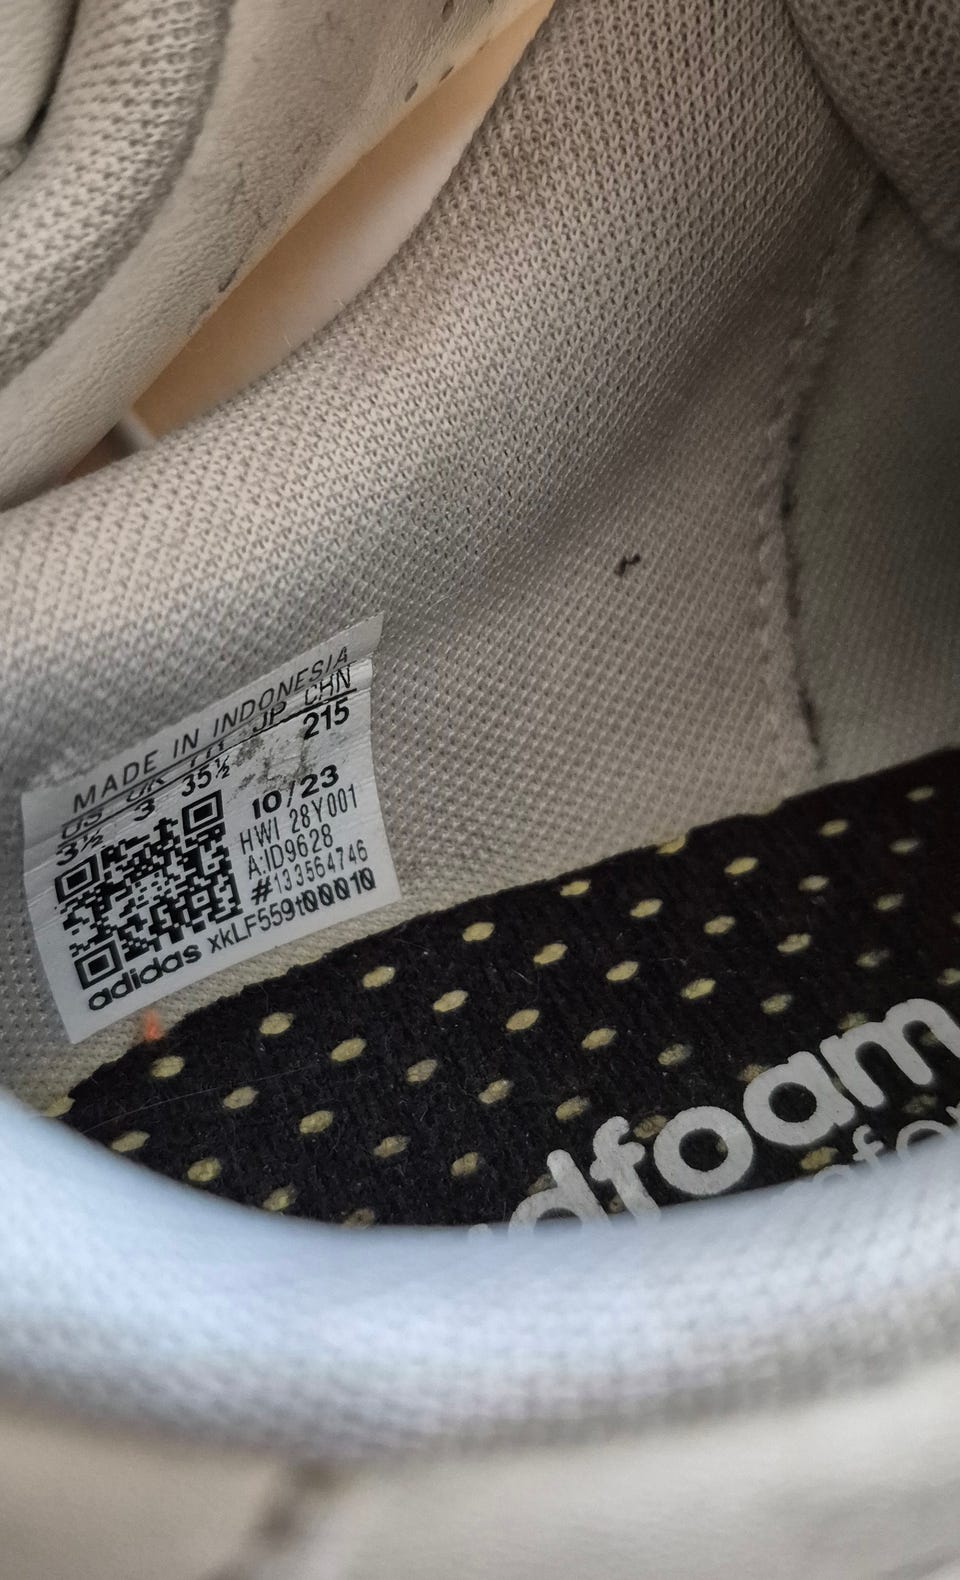 MADE IN INDONESIA
US UK FR JP CHN
3½ 3 35½ 215
10/23
HWI 28Y001
A:ID9628
#133564746
xkLF559t00010
adidas
dfoam